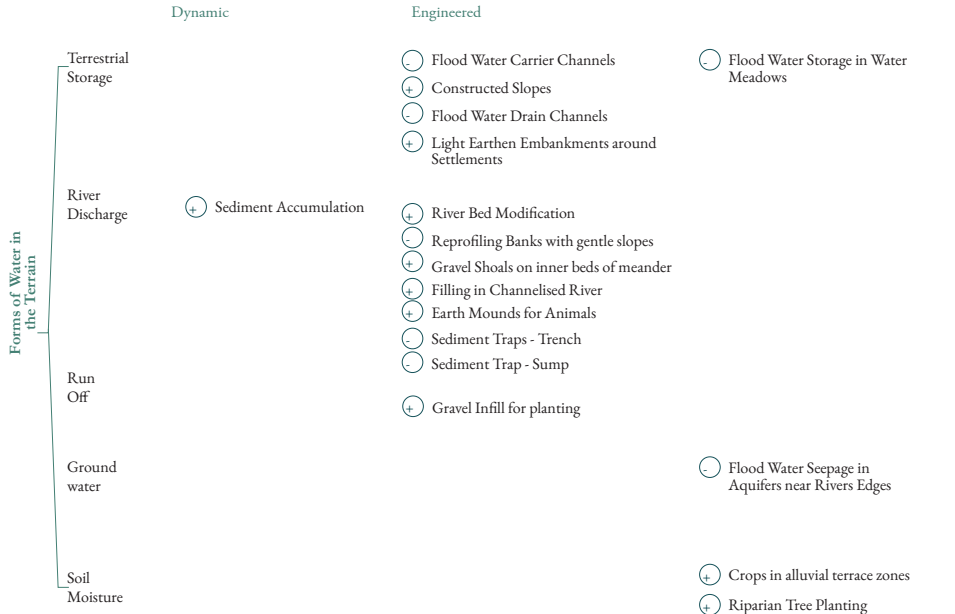 Dynamic
Engineered
Forms of Water in
the Terrain
Terrestrial
Storage
- Flood Water Carrier Channels
+ Constructed Slopes
- Flood Water Drain Channels
+ Light Earthen Embankments around
Settlements
- Flood Water Storage in Water
Meadows
River
Discharge
+ Sediment Accumulation
+ River Bed Modification
- Reprofiling Banks with gentle slopes
+ Gravel Shoals on inner beds of meander
+ Filling in Channelised River
+ Earth Mounds for Animals
- Sediment Traps - Trench
- Sediment Trap - Sump
Run
Off
+ Gravel Infill for planting
Ground
water
- Flood Water Seepage in
Aquifers near Rivers Edges
Soil
Moisture
+ Crops in alluvial terrace zones
+ Riparian Tree Planting